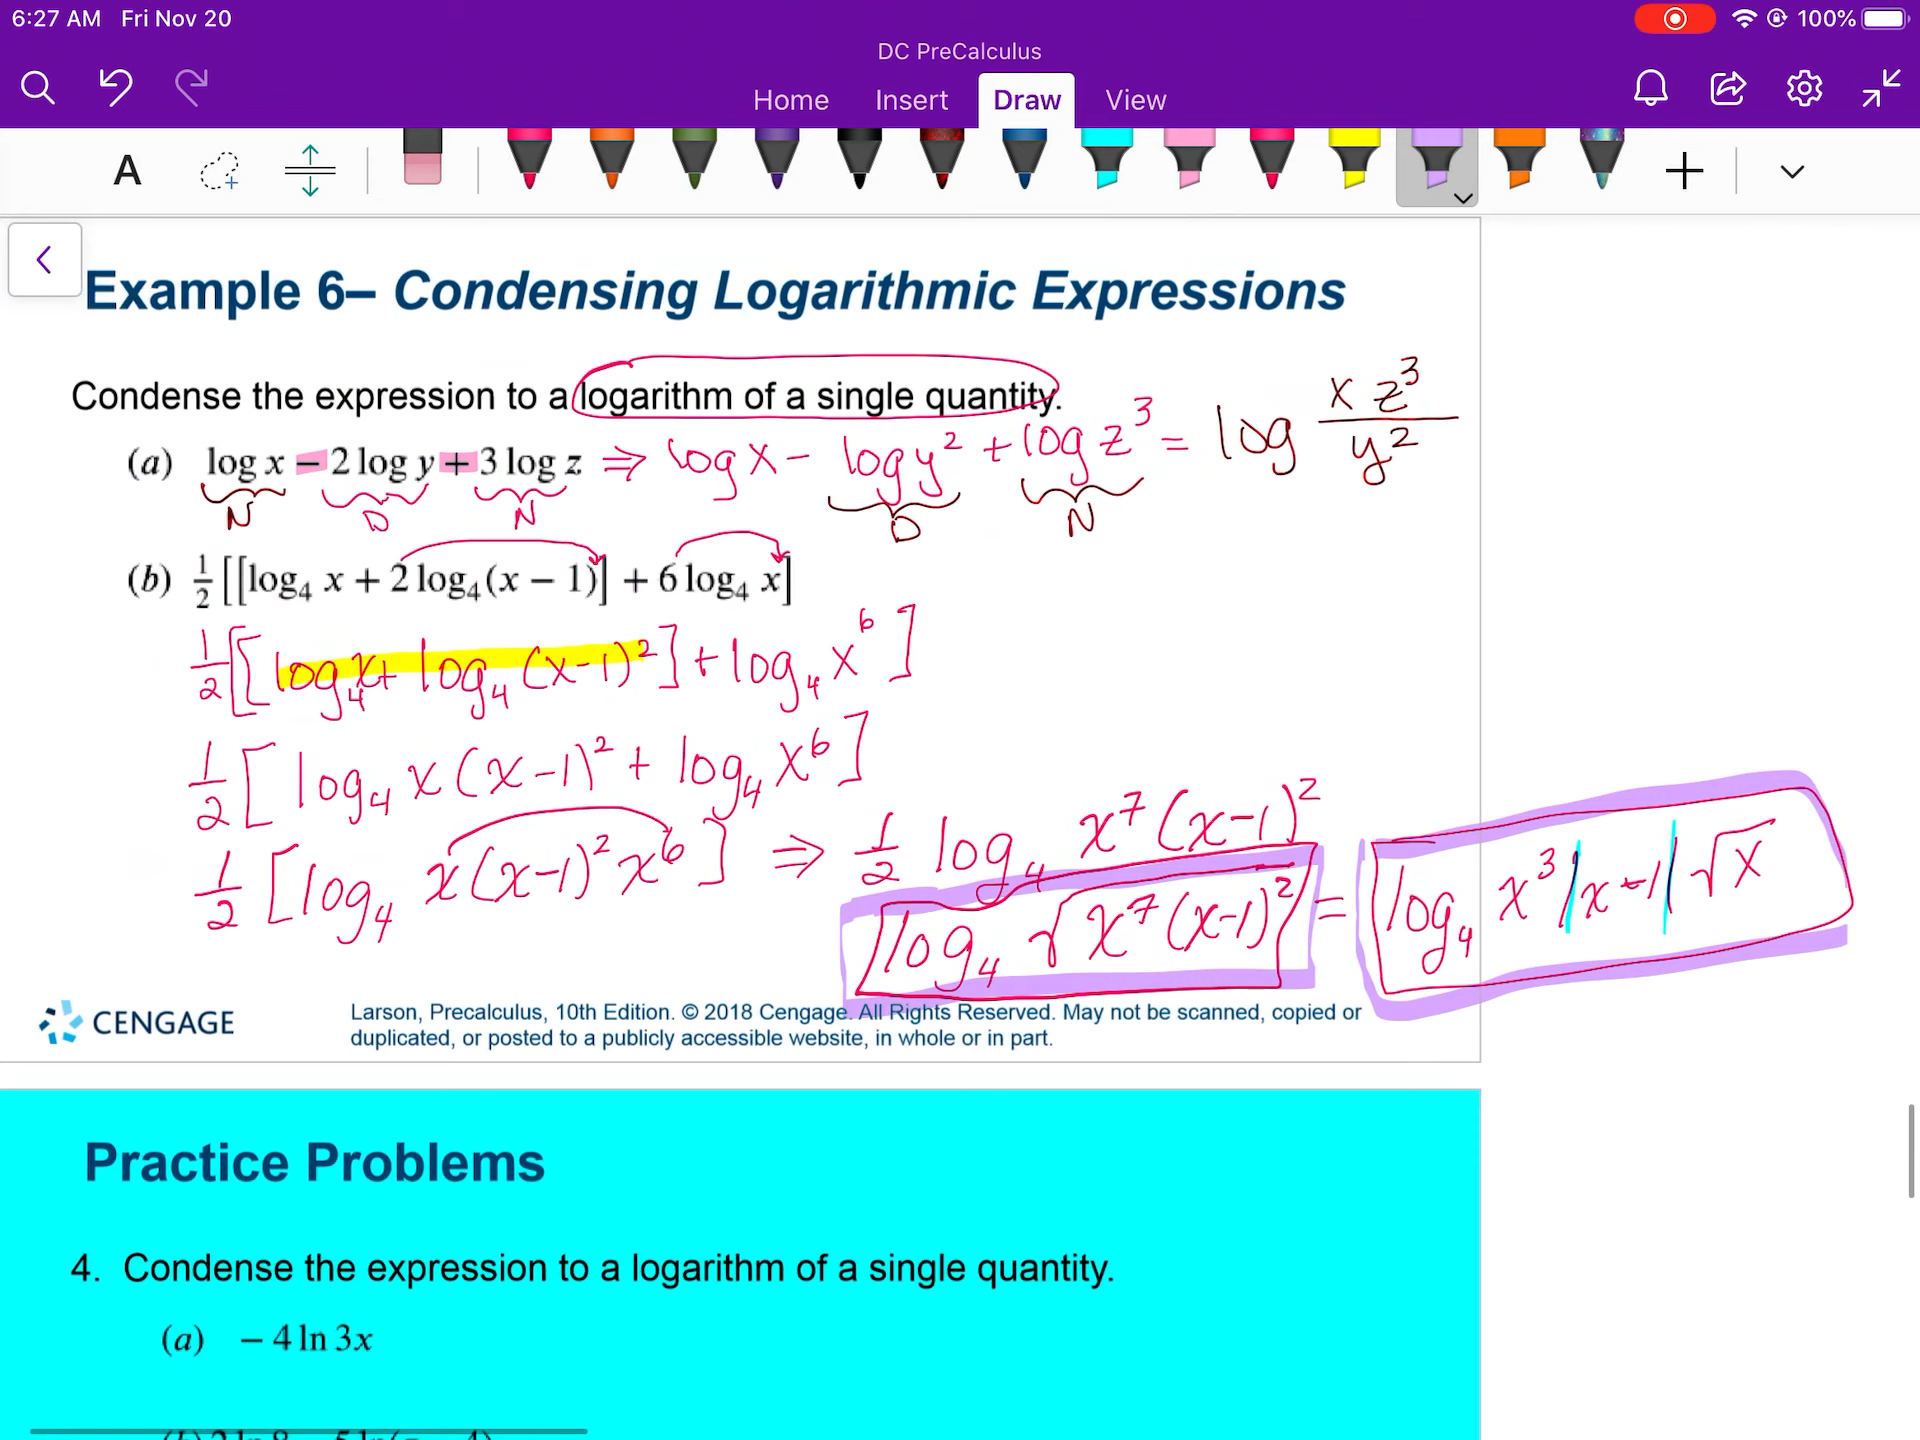 6:27 AM Fri Nov 20 100%
DC PreCalculus
Home Insert Draw View
A
Example 6– Condensing Logarithmic Expressions
Condense the expression to a logarithm of a single quantity.
(a) log x − 2 log y + 3 log z ⇒ log x − log y² + log z³ = log xz³/y²
N D N D N
(b) 1/2 [[log₄ x + 2 log₄(x − 1)] + 6 log₄ x]
1/2 [[log₄ x + log₄ (x−1)²] + log₄ x⁶]
1/2 [log₄ x(x−1)² + log₄ x⁶]
1/2 [log₄ x(x−1)² x⁶] ⇒ 1/2 log₄ x⁷(x−1)²
log₄ √x⁷(x−1)² = log₄ x³|x−1|√x
CENGAGE
Larson, Precalculus, 10th Edition. © 2018 Cengage. All Rights Reserved. May not be scanned, copied or
duplicated, or posted to a publicly accessible website, in whole or in part.
Practice Problems
4. Condense the expression to a logarithm of a single quantity.
(a) − 4 ln 3x